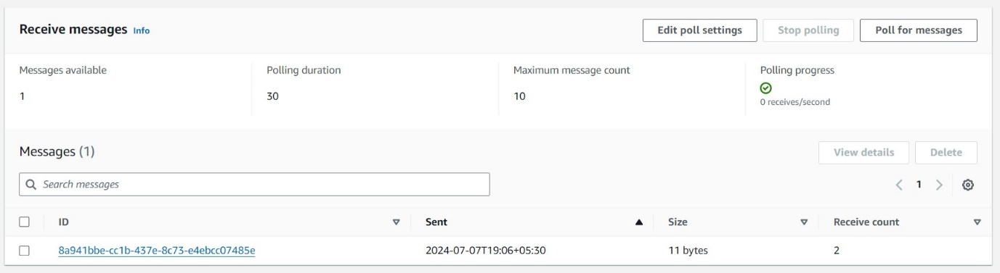 Receive messages Info
Edit poll settings
Stop polling
Poll for messages
Messages available
1
Polling duration
30
Maximum message count
10
Polling progress
0 receives/second
Messages (1)
View details
Delete
Search messages
1
ID
Sent
Size
Receive count
8a941bbe-cc1b-437e-8c73-e4ebcc07485e
2024-07-07T19:06+05:30
11 bytes
2